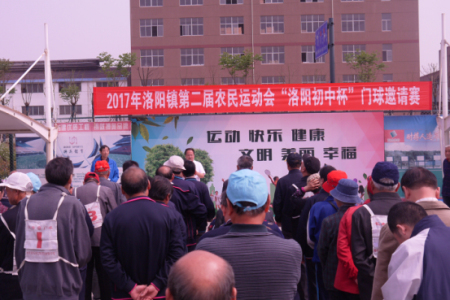 2017年洛阳镇第二届农民运动会“洛阳初中杯”门球邀请赛
运动 快乐 健康
文明 美丽 幸福